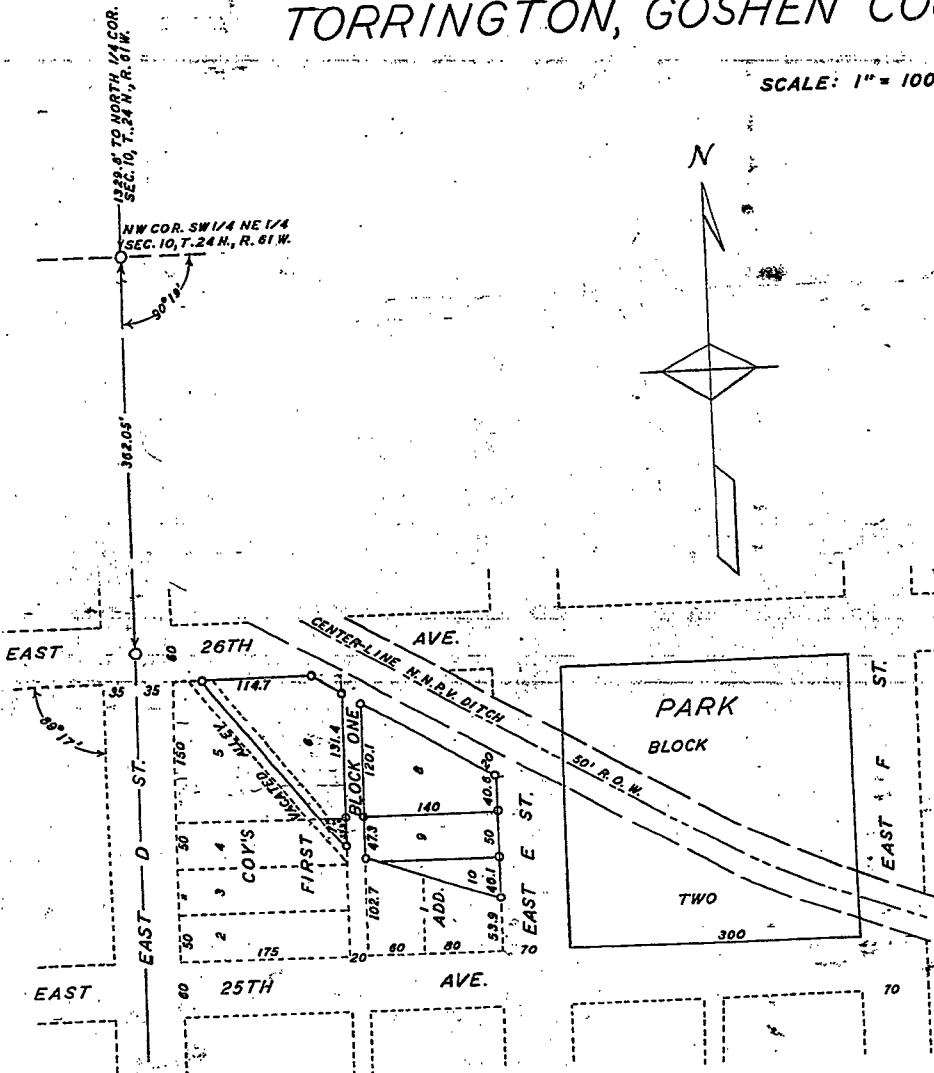 TORRINGTON, GOSHEN COU
SCALE: 1" = 100
1329.8' TO NORTH 1/4 COR.
SEC. 10, T. 24 N., R. 61 W.
N
NW COR. SW 1/4 NE 1/4
SEC. 10, T. 24 N., R. 61 W.
90°19'
362.05'
EAST
60
26TH
AVE.
CENTER-LINE N.N.P.V. DITCH
50' R.O.W.
35
35
89°17'
114.7
VACATED
ALLEY
150
5
6
131.4
BLOCK ONE
120.1
8
20
40.8
140
9
47.3
50
10
46.1
102.7
53.9
50
4
3
50
2
COY'S
FIRST
ADD.
1
175
20
60
80
70
EAST D ST.
EAST E ST.
PARK
BLOCK
TWO
300
EAST F ST.
EAST
60
25TH
AVE.
70